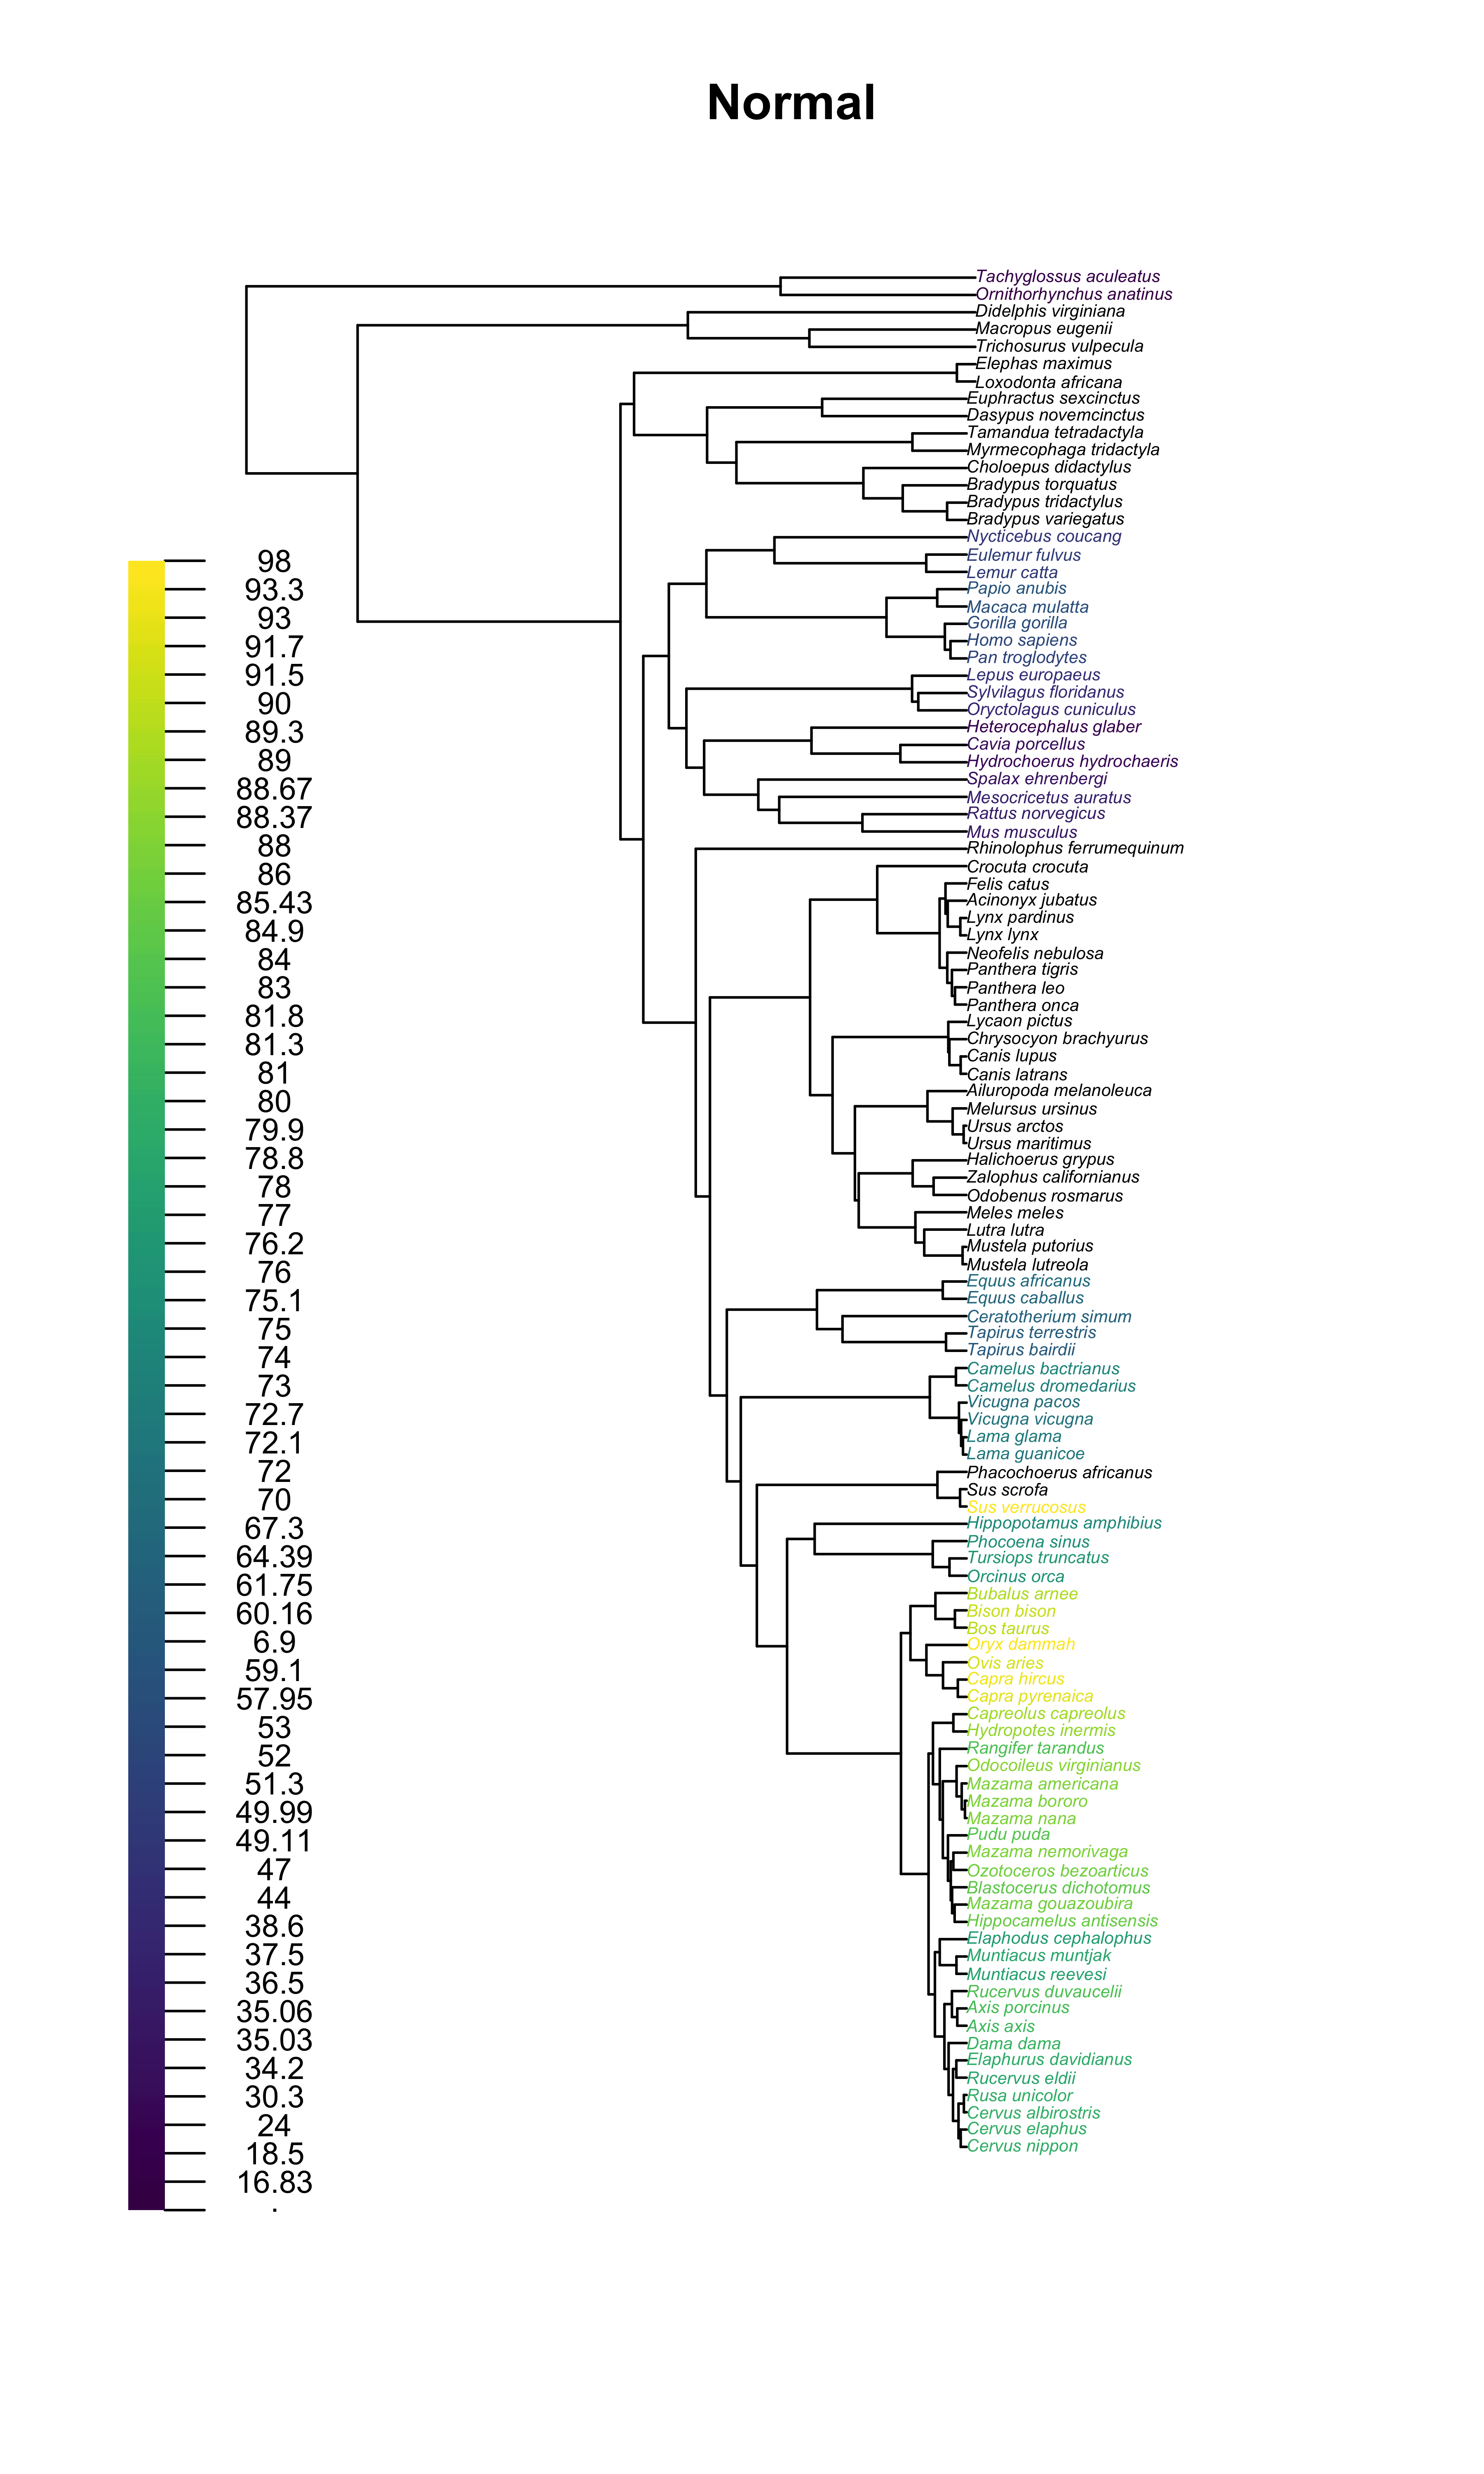 Normal
Tachyglossus aculeatus
Ornithorhynchus anatinus
Didelphis virginiana
Macropus eugenii
Trichosurus vulpecula
Elephas maximus
Loxodonta africana
Euphractus sexcinctus
Dasypus novemcinctus
Tamandua tetradactyla
Myrmecophaga tridactyla
Choloepus didactylus
Bradypus torquatus
Bradypus tridactylus
Bradypus variegatus
Nycticebus coucang
Eulemur fulvus
Lemur catta
Papio anubis
Macaca mulatta
Gorilla gorilla
Homo sapiens
Pan troglodytes
Lepus europaeus
Sylvilagus floridanus
Oryctolagus cuniculus
Heterocephalus glaber
Cavia porcellus
Hydrochoerus hydrochaeris
Spalax ehrenbergi
Mesocricetus auratus
Rattus norvegicus
Mus musculus
Rhinolophus ferrumequinum
Crocuta crocuta
Felis catus
Acinonyx jubatus
Lynx pardinus
Lynx lynx
Neofelis nebulosa
Panthera tigris
Panthera leo
Panthera onca
Lycaon pictus
Chrysocyon brachyurus
Canis lupus
Canis latrans
Ailuropoda melanoleuca
Melursus ursinus
Ursus arctos
Ursus maritimus
Halichoerus grypus
Zalophus californianus
Odobenus rosmarus
Meles meles
Lutra lutra
Mustela putorius
Mustela lutreola
Equus africanus
Equus caballus
Ceratotherium simum
Tapirus terrestris
Tapirus bairdii
Camelus bactrianus
Camelus dromedarius
Vicugna pacos
Vicugna vicugna
Lama glama
Lama guanicoe
Phacochoerus africanus
Sus scrofa
Sus verrucosus
Hippopotamus amphibius
Phocoena sinus
Tursiops truncatus
Orcinus orca
Bubalus arnee
Bison bison
Bos taurus
Oryx dammah
Ovis aries
Capra hircus
Capra pyrenaica
Capreolus capreolus
Hydropotes inermis
Rangifer tarandus
Odocoileus virginianus
Mazama americana
Mazama bororo
Mazama nana
Pudu puda
Mazama nemorivaga
Ozotoceros bezoarticus
Blastocerus dichotomus
Mazama gouazoubira
Hippocamelus antisensis
Elaphodus cephalophus
Muntiacus muntjak
Muntiacus reevesi
Rucervus duvaucelii
Axis porcinus
Axis axis
Dama dama
Elaphurus davidianus
Rucervus eldii
Rusa unicolor
Cervus albirostris
Cervus elaphus
Cervus nippon
98
93.3
93
91.7
91.5
90
89.3
89
88.67
88.37
88
86
85.43
84.9
84
83
81.8
81.3
81
80
79.9
78.8
78
77
76.2
76
75.1
75
74
73
72.7
72.1
72
70
67.3
64.39
61.75
60.16
6.9
59.1
57.95
53
52
51.3
49.99
49.11
47
44
38.6
37.5
36.5
35.06
35.03
34.2
30.3
24
18.5
16.83
.